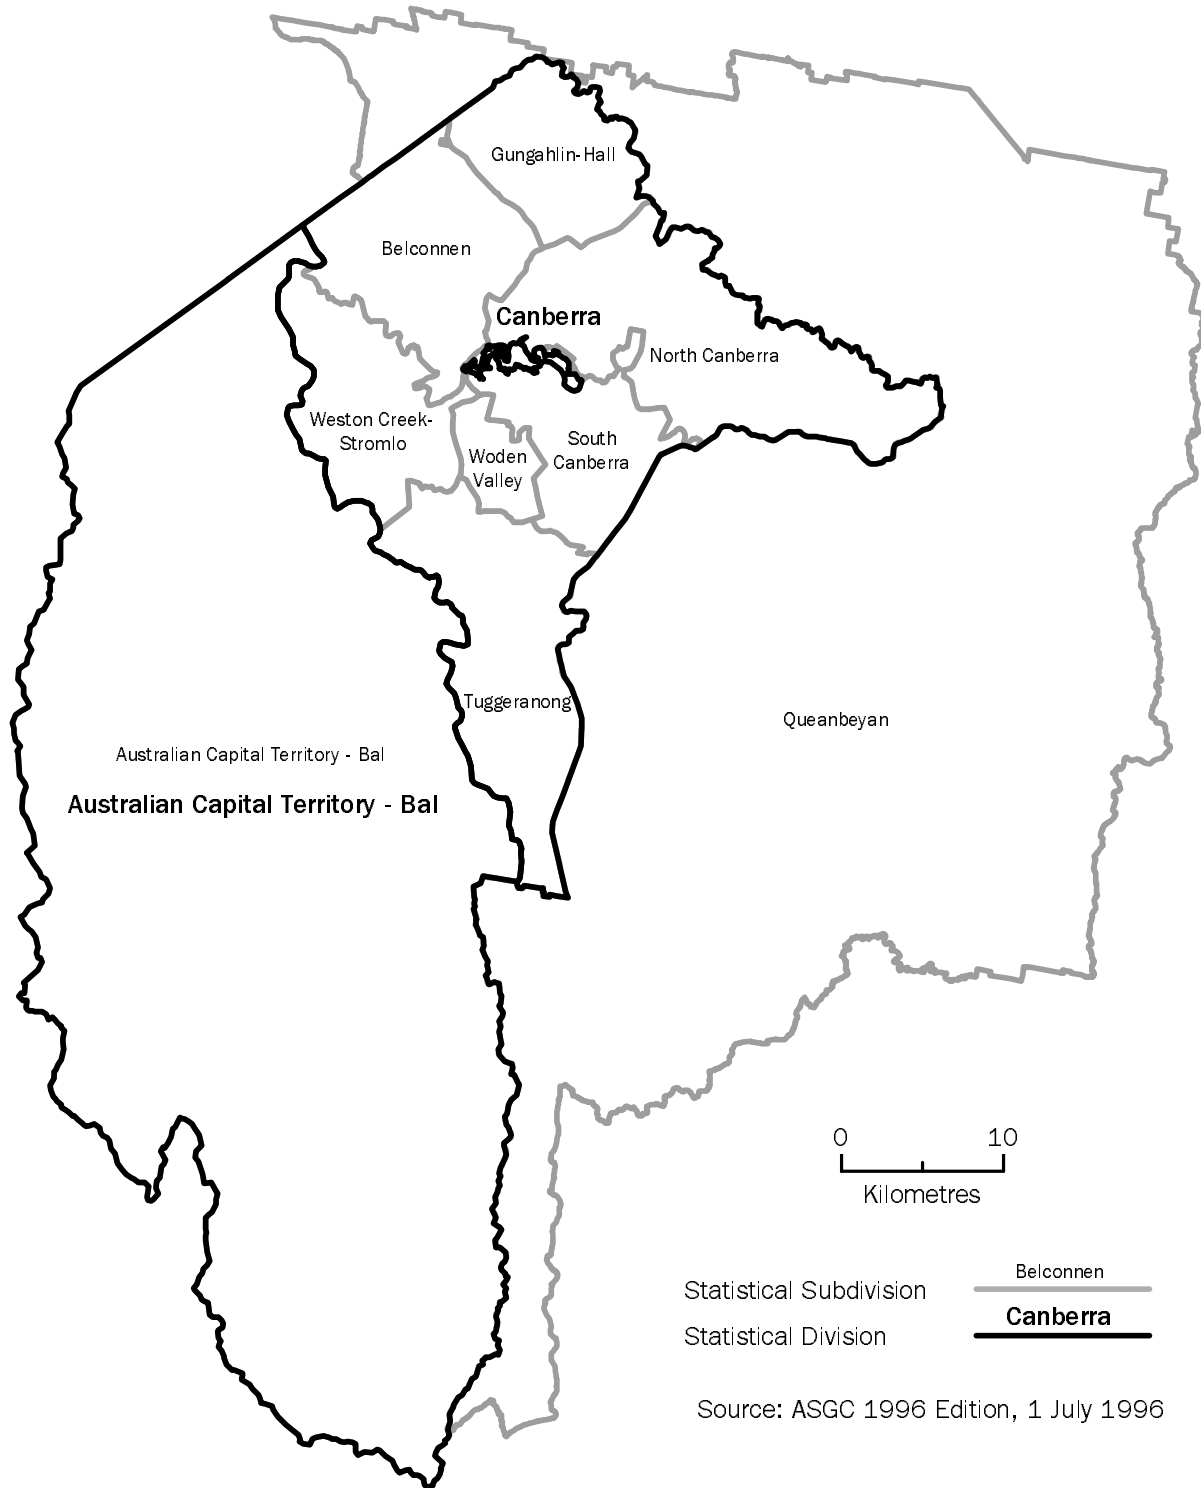 Gungahlin-Hall
Belconnen
Canberra
North Canberra
Weston Creek-
Stromlo
South
Canberra
Woden
Valley
Tuggeranong
Queanbeyan
Australian Capital Territory - Bal
Australian Capital Territory - Bal
0 10
Kilometres
Belconnen
Statistical Subdivision
Canberra
Statistical Division
Source: ASGC 1996 Edition, 1 July 1996